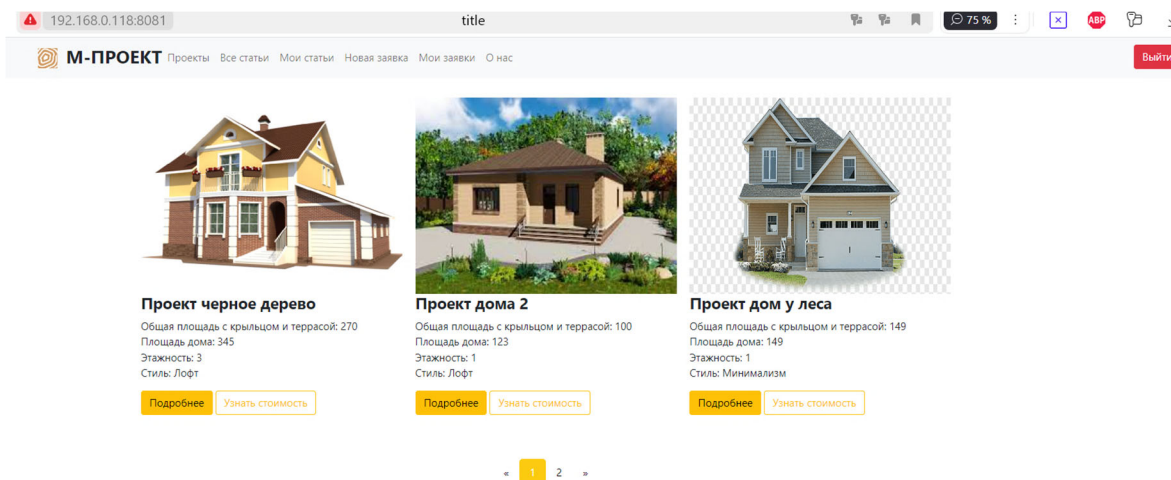 192.168.0.118:8081 title 75 % ABP
М-ПРОЕКТ Проекты Все статьи Мои статьи Новая заявка Мои заявки О нас Выйти
Проект черное дерево
Общая площадь с крыльцом и террасой: 270
Площадь дома: 345
Этажность: 3
Стиль: Лофт
Подробнее Узнать стоимость
Проект дома 2
Общая площадь с крыльцом и террасой: 100
Площадь дома: 123
Этажность: 1
Стиль: Лофт
Подробнее Узнать стоимость
Проект дом у леса
Общая площадь с крыльцом и террасой: 149
Площадь дома: 149
Этажность: 1
Стиль: Минимализм
Подробнее Узнать стоимость
« 1 2 »